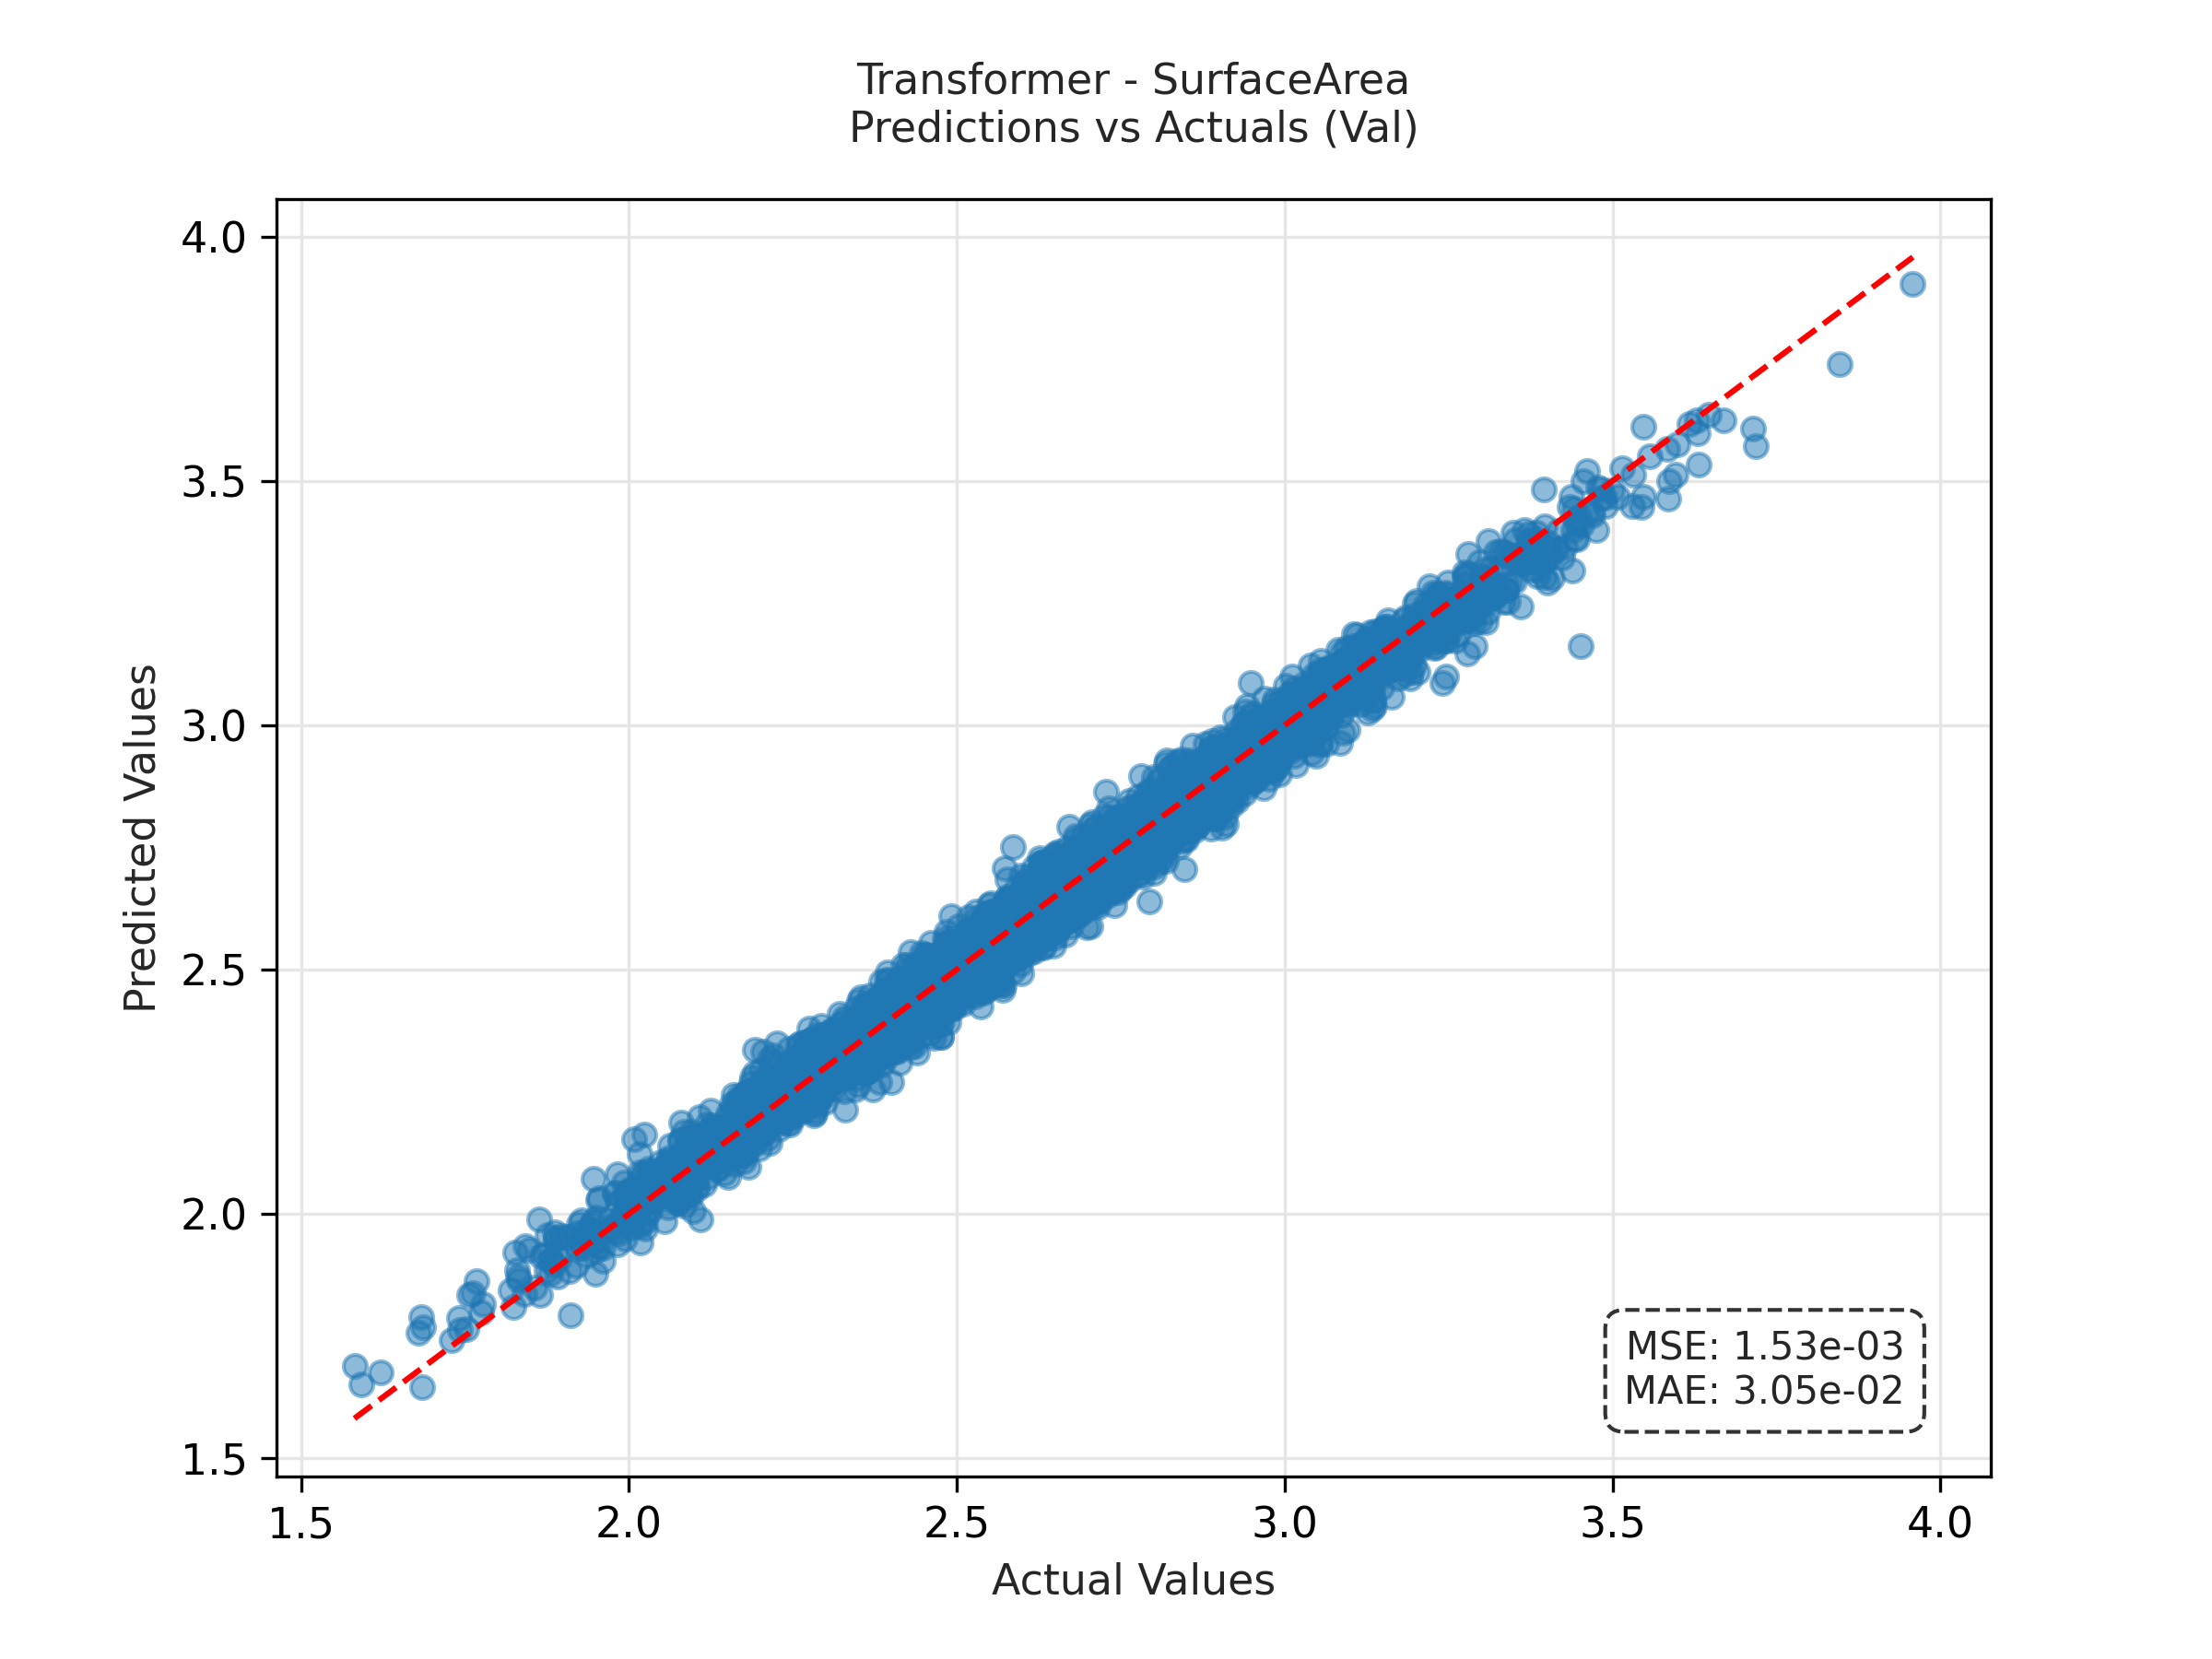 Transformer - SurfaceArea
Predictions vs Actuals (Val)
4.0
3.5
3.0
2.5
2.0
1.5
Predicted Values
MSE: 1.53e-03
MAE: 3.05e-02
1.5 2.0 2.5 3.0 3.5 4.0
Actual Values